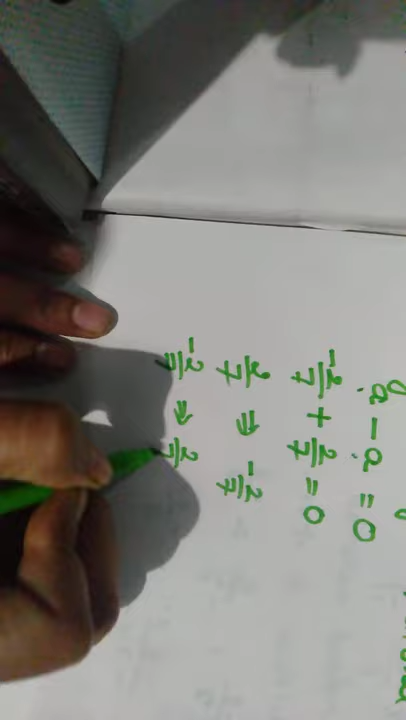 a - a = 0
-2/7 + 2/7 = 0
2/7 ⇒ -2/7
-2/7 ⇒ 2/7